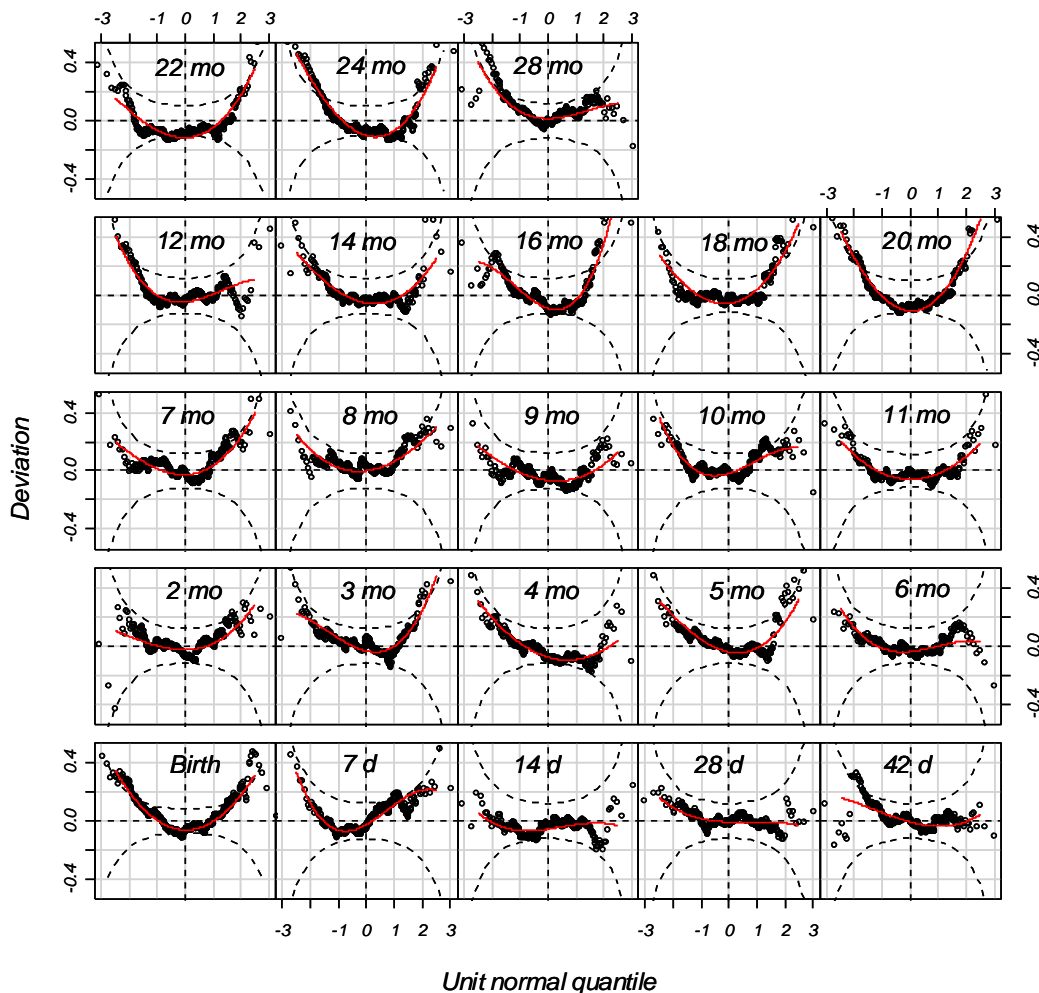 -3 -1 0 1 2 3 -3 -1 0 1 2 3
0.4 22 mo 24 mo 28 mo
0.0
-0.4
-3 -1 0 1 2 3
12 mo 14 mo 16 mo 18 mo 20 mo 0.4
0.0
-0.4
0.4 7 mo 8 mo 9 mo 10 mo 11 mo
0.0
-0.4
Deviation
2 mo 3 mo 4 mo 5 mo 6 mo 0.4
0.0
-0.4
0.4 Birth 7 d 14 d 28 d 42 d
0.0
-0.4
-3 -1 0 1 2 3 -3 -1 0 1 2 3
Unit normal quantile